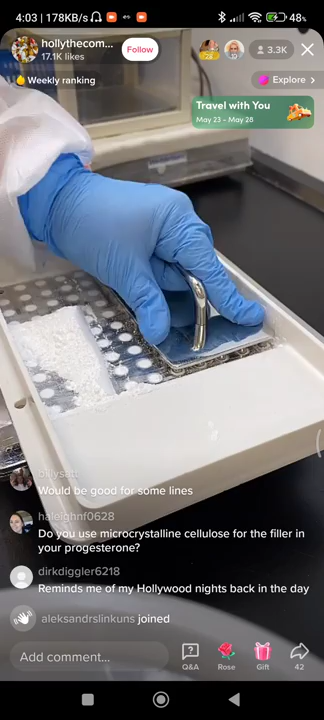 4:03 | 178KB/s
48%
hollythecom...
17.1K likes
Follow
3.3K
Weekly ranking
Explore >
Travel with You
May 23 - May 28
Would be good for some lines
haleighnf0628
Do you use microcrystalline cellulose for the filler in
your progesterone?
dirkdiggler6218
Reminds me of my Hollywood nights back in the day
aleksandrslinkuns joined
Add comment...
Q&A
Rose
Gift
42